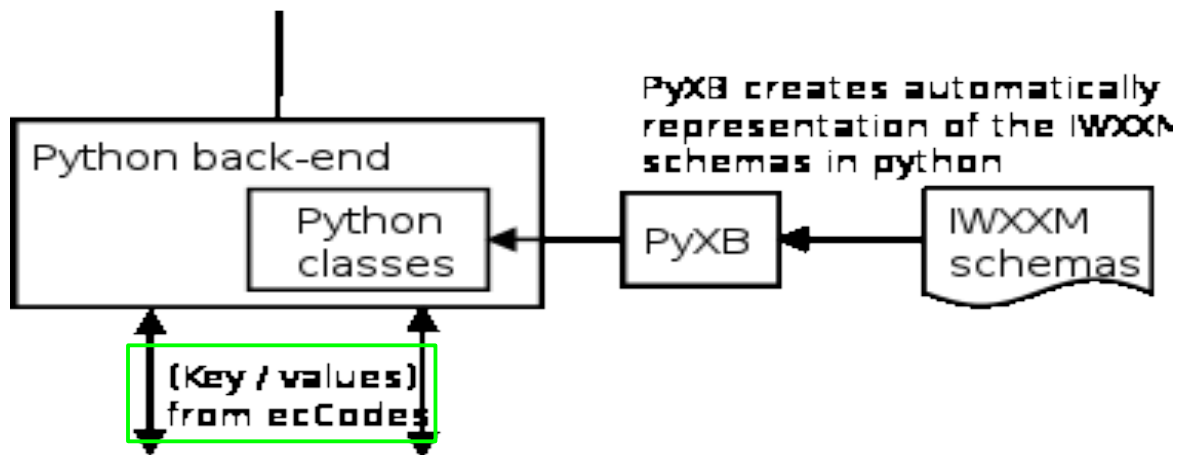 PyXB creates automatically
representation of the IWXXM
schemas in python
Python back-end
Python
classes
PyXB
IWXXM
schemas
(Key / values)
from ecCodes